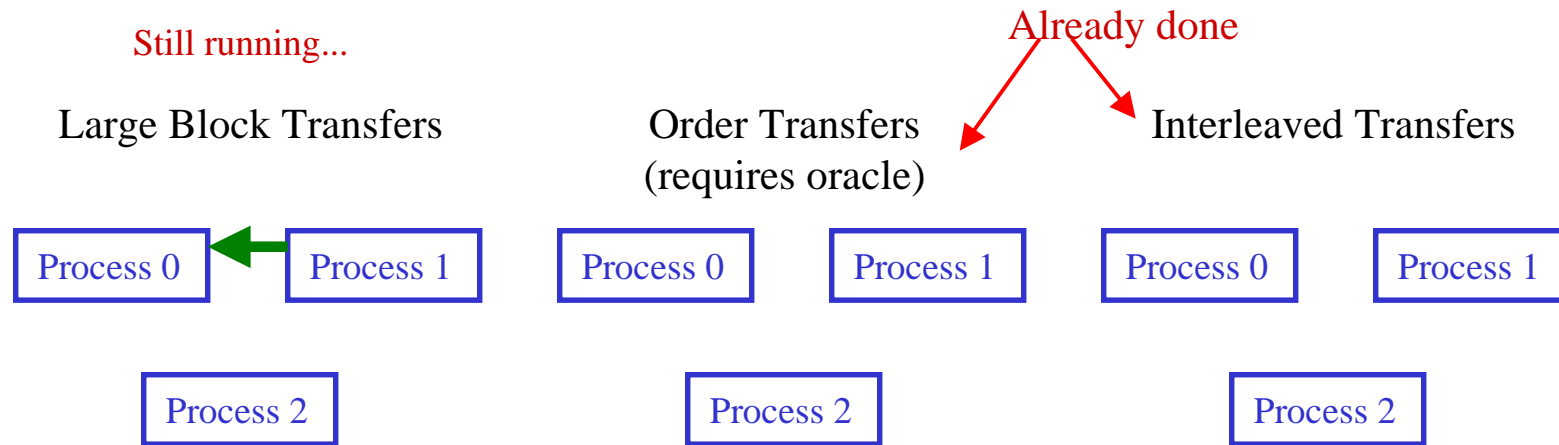 Still running...
Already done
Large Block Transfers
Order Transfers
(requires oracle)
Interleaved Transfers
Process 0
Process 1
Process 0
Process 1
Process 0
Process 1
Process 2
Process 2
Process 2